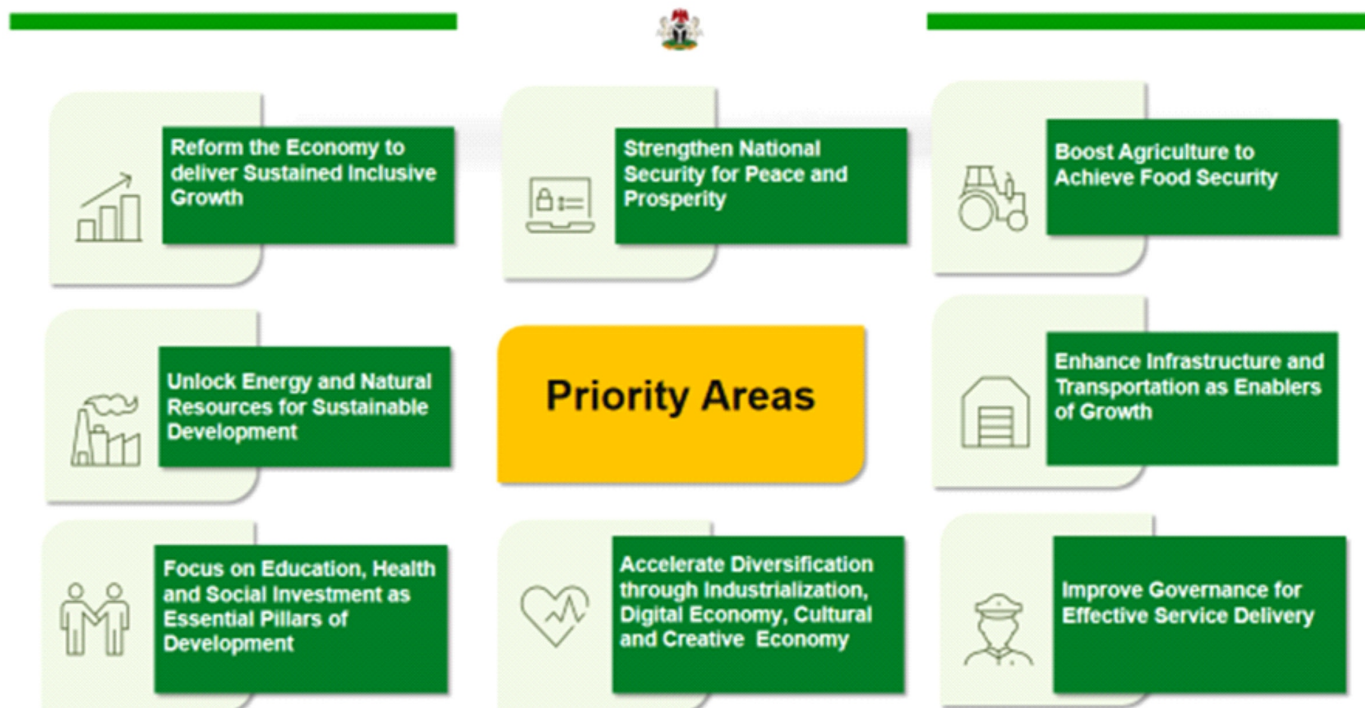 Reform the Economy to
deliver Sustained Inclusive
Growth
Strengthen National
Security for Peace and
Prosperity
Boost Agriculture to
Achieve Food Security
Unlock Energy and Natural
Resources for Sustainable
Development
Priority Areas
Enhance Infrastructure and
Transportation as Enablers
of Growth
Focus on Education, Health
and Social Investment as
Essential Pillars of
Development
Accelerate Diversification
through Industrialization,
Digital Economy, Cultural
and Creative Economy
Improve Governance for
Effective Service Delivery